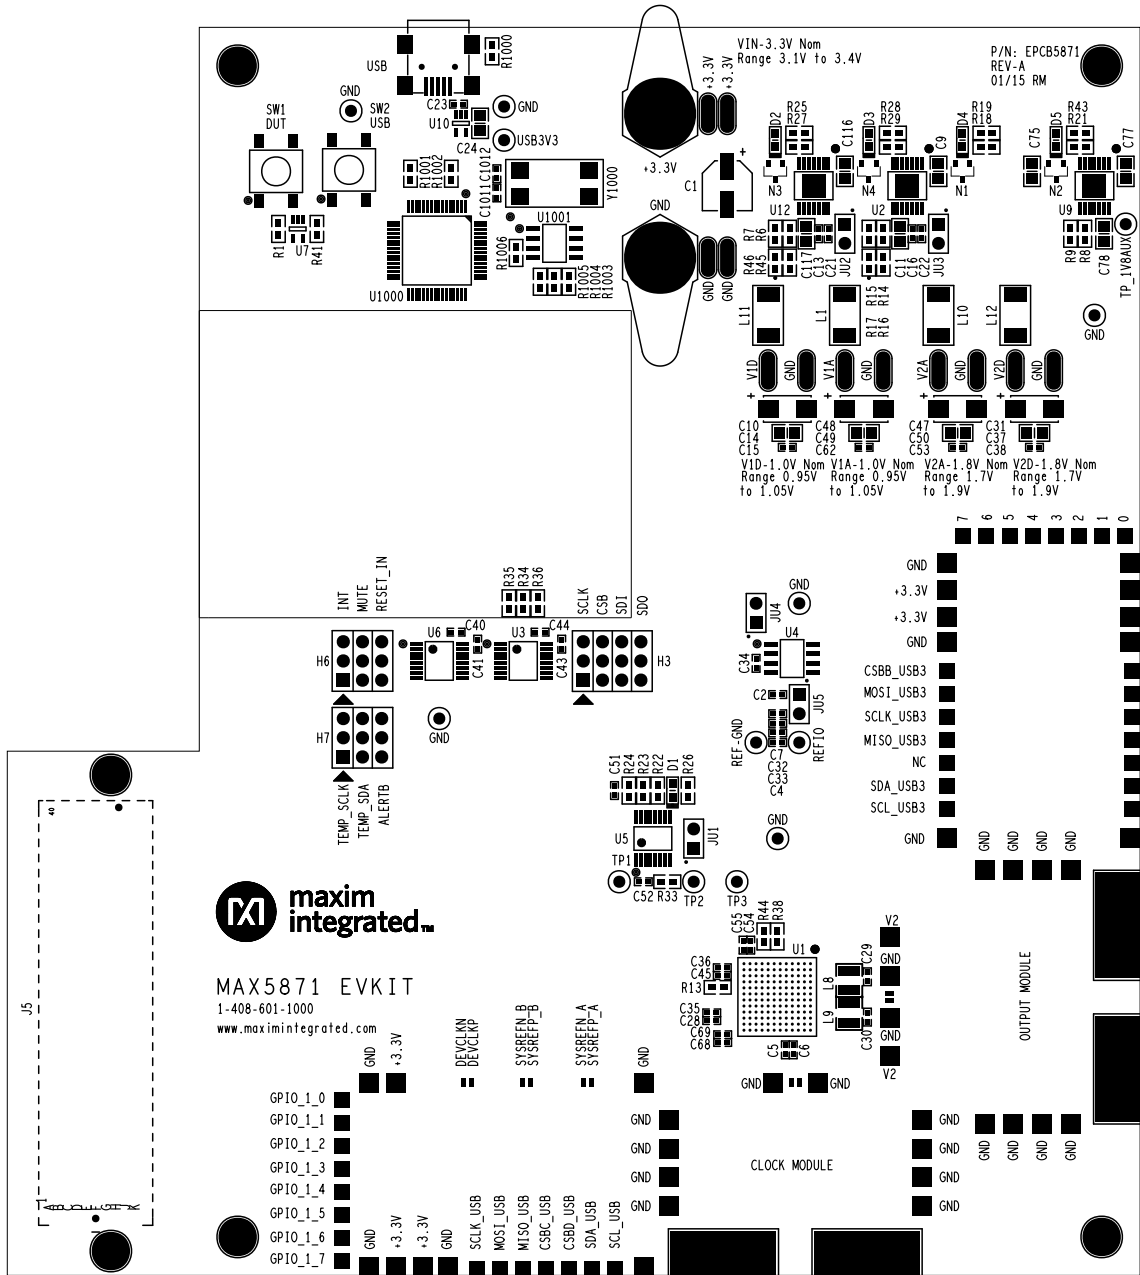 VIN-3.3V Nom
Range 3.1V to 3.4V
P/N: EPCB5871
REV-A
01/15 RM
USB
R1000
+3.3V
+3.3V
GND
SW1
DUT
SW2
USB
C23
U10
C24
GND
USB3V3
R1001
R1002
C1012
C1011
Y1000
+3.3V
C1
D2
R25
R27
C116
D3
R28
R29
C9
D4
R19
R18
C75
D5
R43
R21
C77
N3
N4
N1
N2
R1
U7
R41
U1000
U1001
R1006
R1005
R1004
R1003
GND
GND
GND
U12
R7
R6
R46
R45
C117
C13
C21
JU2
U2
R15
R14
R17
R16
C11
C16
C22
JU3
U9
R9
R8
C78
TP_1V8AUX
GND
L11
L1
L10
L12
V1D
GND
V1A
GND
V2A
GND
V2D
GND
+
+
+
+
+
C10
C14
C15
C48
C49
C62
C47
C50
C53
C31
C37
C38
V1D-1.0V Nom
Range 0.95V
to 1.05V
V1A-1.0V Nom
Range 0.95V
to 1.05V
V2A-1.8V Nom
Range 1.7V
to 1.9V
V2D-1.8V Nom
Range 1.7V
to 1.9V
7
6
5
4
3
2
1
0
GND
+3.3V
+3.3V
GND
CSBB_USB3
MOSI_USB3
SCLK_USB3
MISO_USB3
NC
SDA_USB3
SCL_USB3
GND
INT
MUTE
RESET_IN
R35
R34
R36
SCLK
CSB
SDI
SDO
H6
U6
C40
C41
U3
C44
C43
H3
H7
GND
TEMP_SCLK
TEMP_SDA
ALERTB
JU4
GND
U4
C34
C2
JU5
REF-GND
REFIO
C7
C32
C33
C4
GND
C51
R24
R23
R22
D1
R26
U5
JU1
TP1
C52
R33
TP2
TP3
40
J5
maxim
integrated™
MAX5871 EVKIT
1-408-601-1000
www.maximintegrated.com
C55
C54
R44
R38
U1
C36
C45
R13
C35
C28
C69
C68
C5
C6
L8
L9
C29
C30
V2
GND
GND
V2
GND
GND
GND
GND
GND
OUTPUT MODULE
GND
GND
GND
GND
GND
+3.3V
DEVCLKN
DEVCLKP
SYSREFN_B
SYSREFP_B
SYSREFN_A
SYSREFP_A
GND
GND
GPIO_1_0
GPIO_1_1
GPIO_1_2
GPIO_1_3
GPIO_1_4
GPIO_1_5
GPIO_1_6
GPIO_1_7
GND
GND
GND
GND
CLOCK MODULE
GND
GND
GND
GND
GND
+3.3V
+3.3V
GND
SCLK_USB
MOSI_USB
MISO_USB
CSBC_USB
CSBD_USB
SDA_USB
SCL_USB